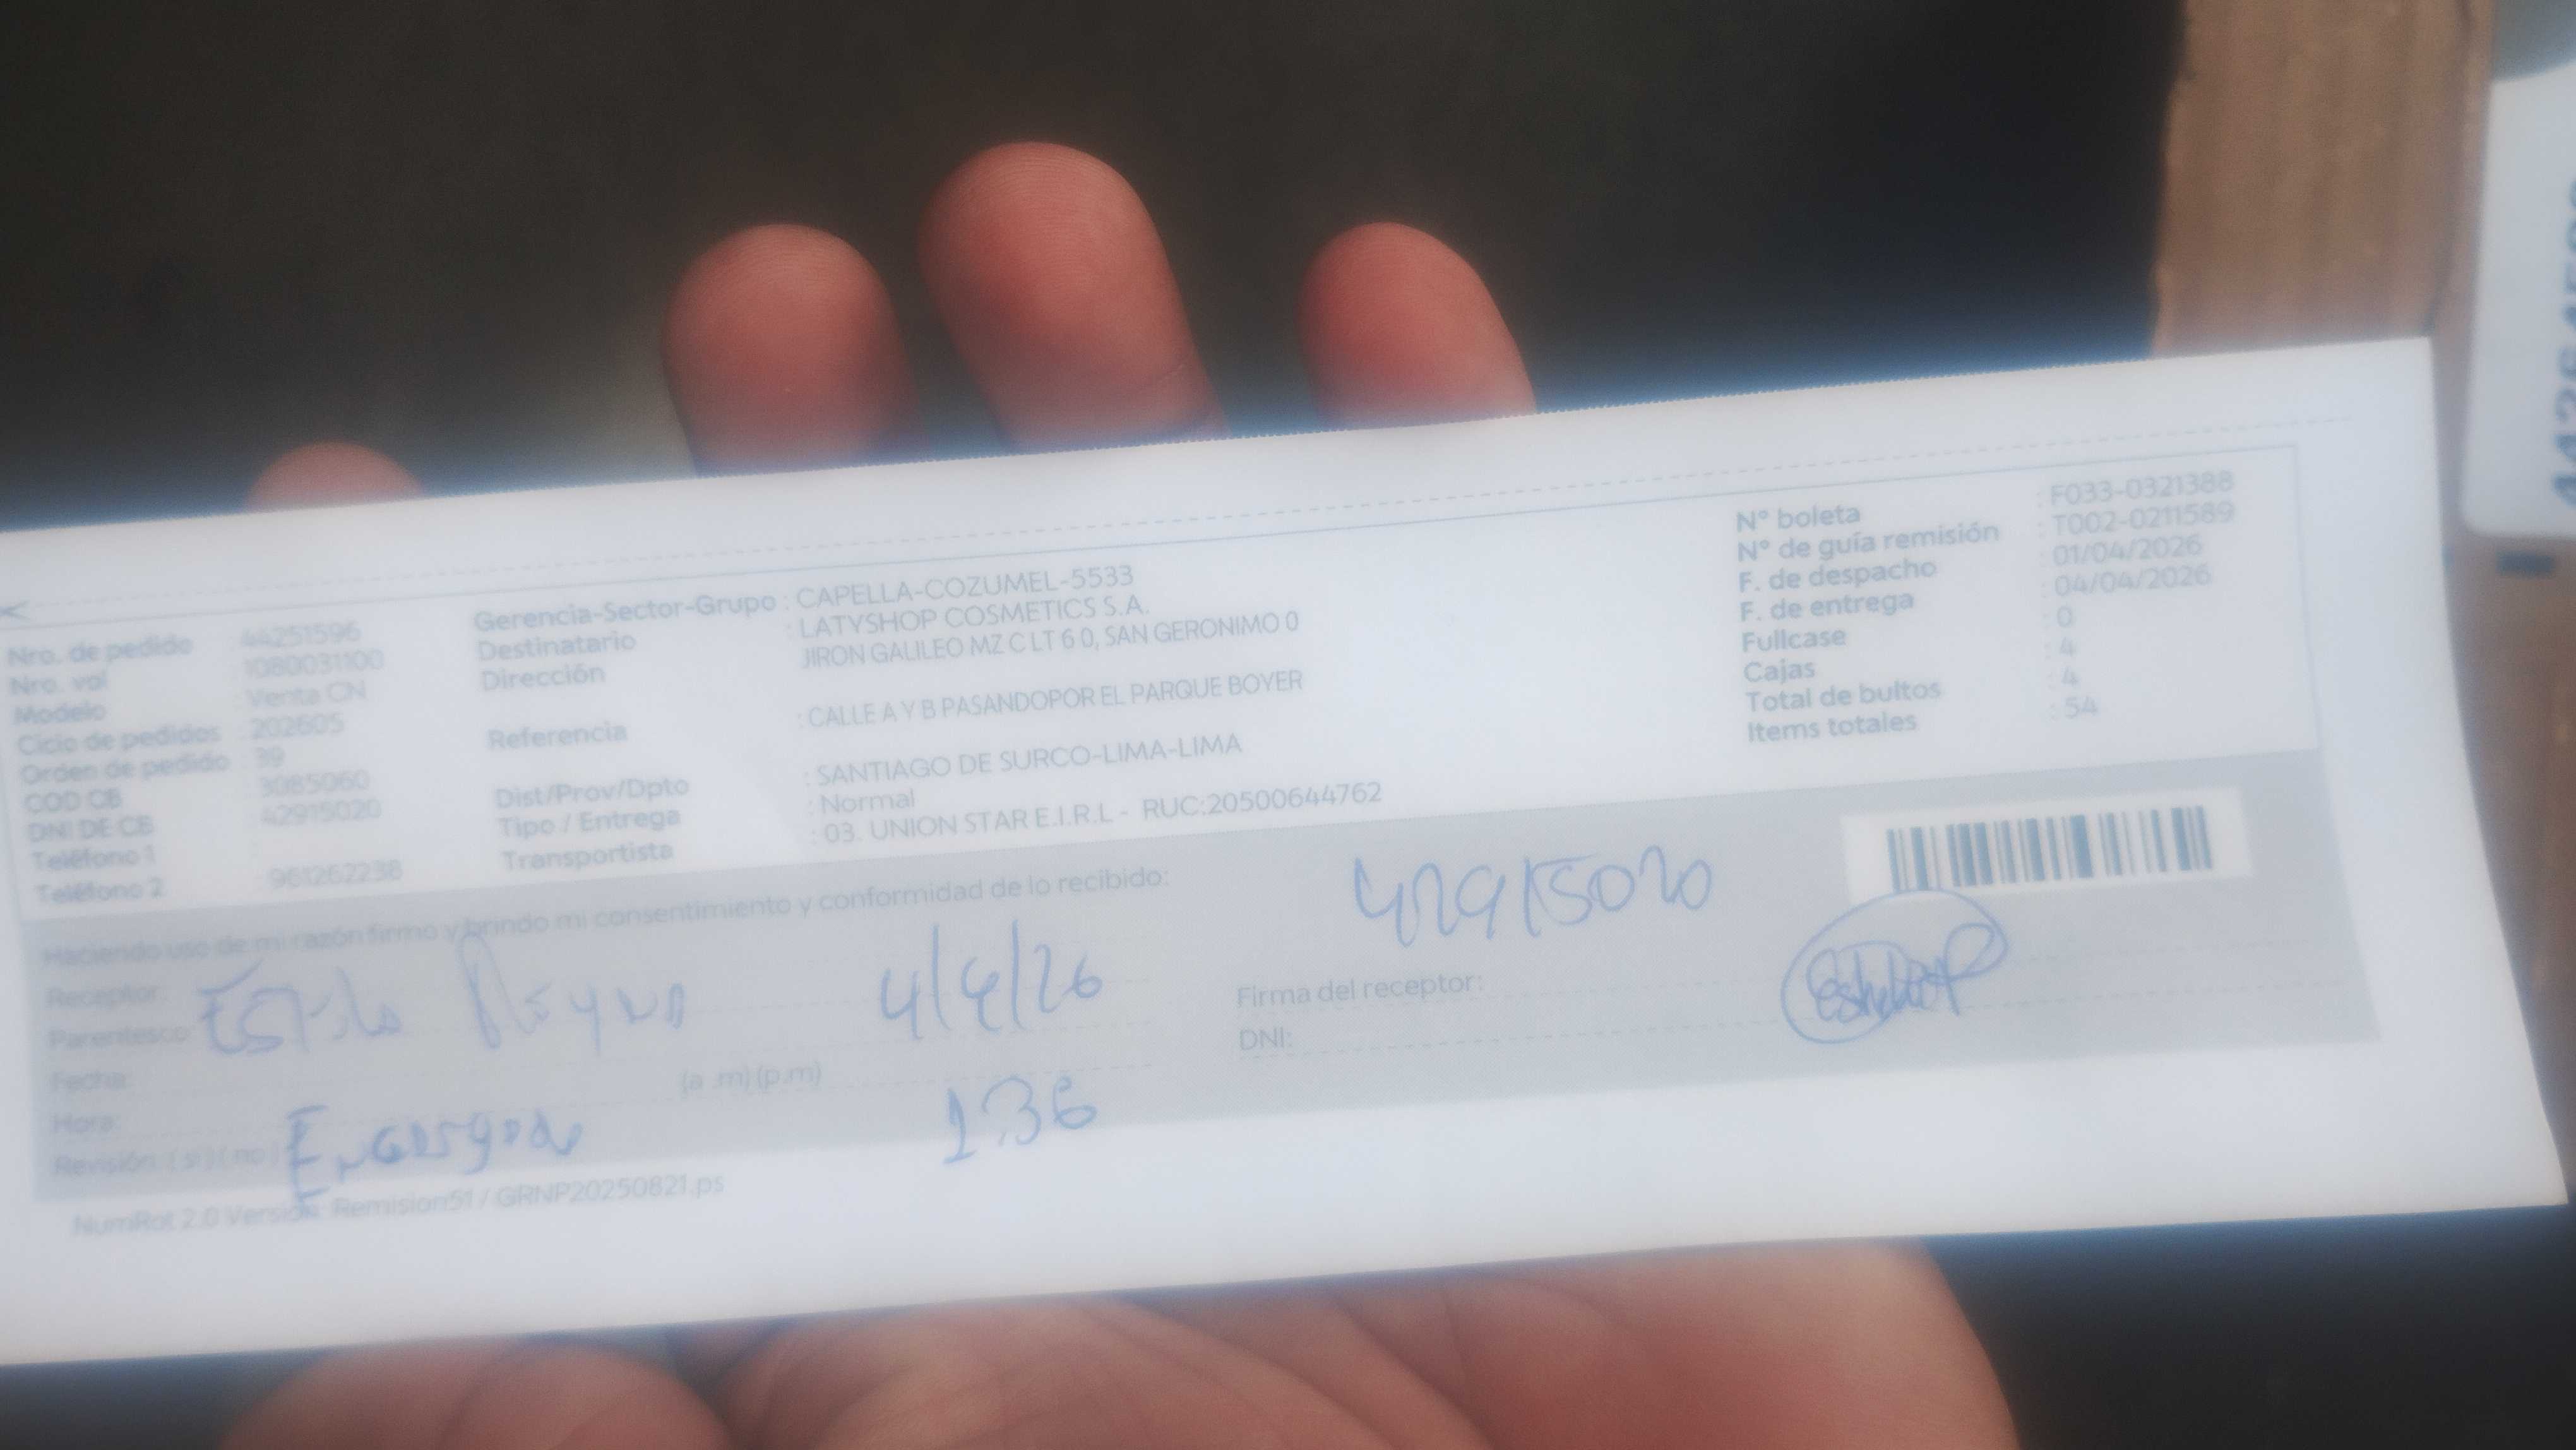 Nro. de pedido 44251596
Nro. vol 1080031100
Modelo Venta CN
Ciclo de pedidos : 202605
Orden de pedido : 39
COD CB 3085060
DNI DE CB 42915020
Teléfono 1
Teléfono 2 961262238
Gerencia-Sector-Grupo : CAPELLA-COZUMEL-5533
Destinatario : LATYSHOP COSMETICS S.A.
Dirección JIRON GALILEO MZ C LT 6 0, SAN GERONIMO 0
Referencia : CALLE A Y B PASANDOPOR EL PARQUE BOYER
Dist/Prov/Dpto : SANTIAGO DE SURCO-LIMA-LIMA
Tipo / Entrega : Normal
Transportista : 03. UNION STAR E.I.R.L - RUC:20500644762
N° boleta : F033-0321388
N° de guía remisión : T002-0211589
F. de despacho : 01/04/2026
F. de entrega : 04/04/2026
Fullcase : 0
Cajas : 4
Total de bultos : 4
Items totales : 54
Haciendo uso de mi razón firmo y brindo mi consentimiento y conformidad de lo recibido:
42915020
Receptor:
Parentesco
4/4/26
Firma del receptor:
DNI:
Fecha:
Hora: (a .m) (p.m)
1.36
Revisión: ( si ) ( no ) Encargado
NumRot 2.0 Versión: Remision51 / GRNP20250821.ps